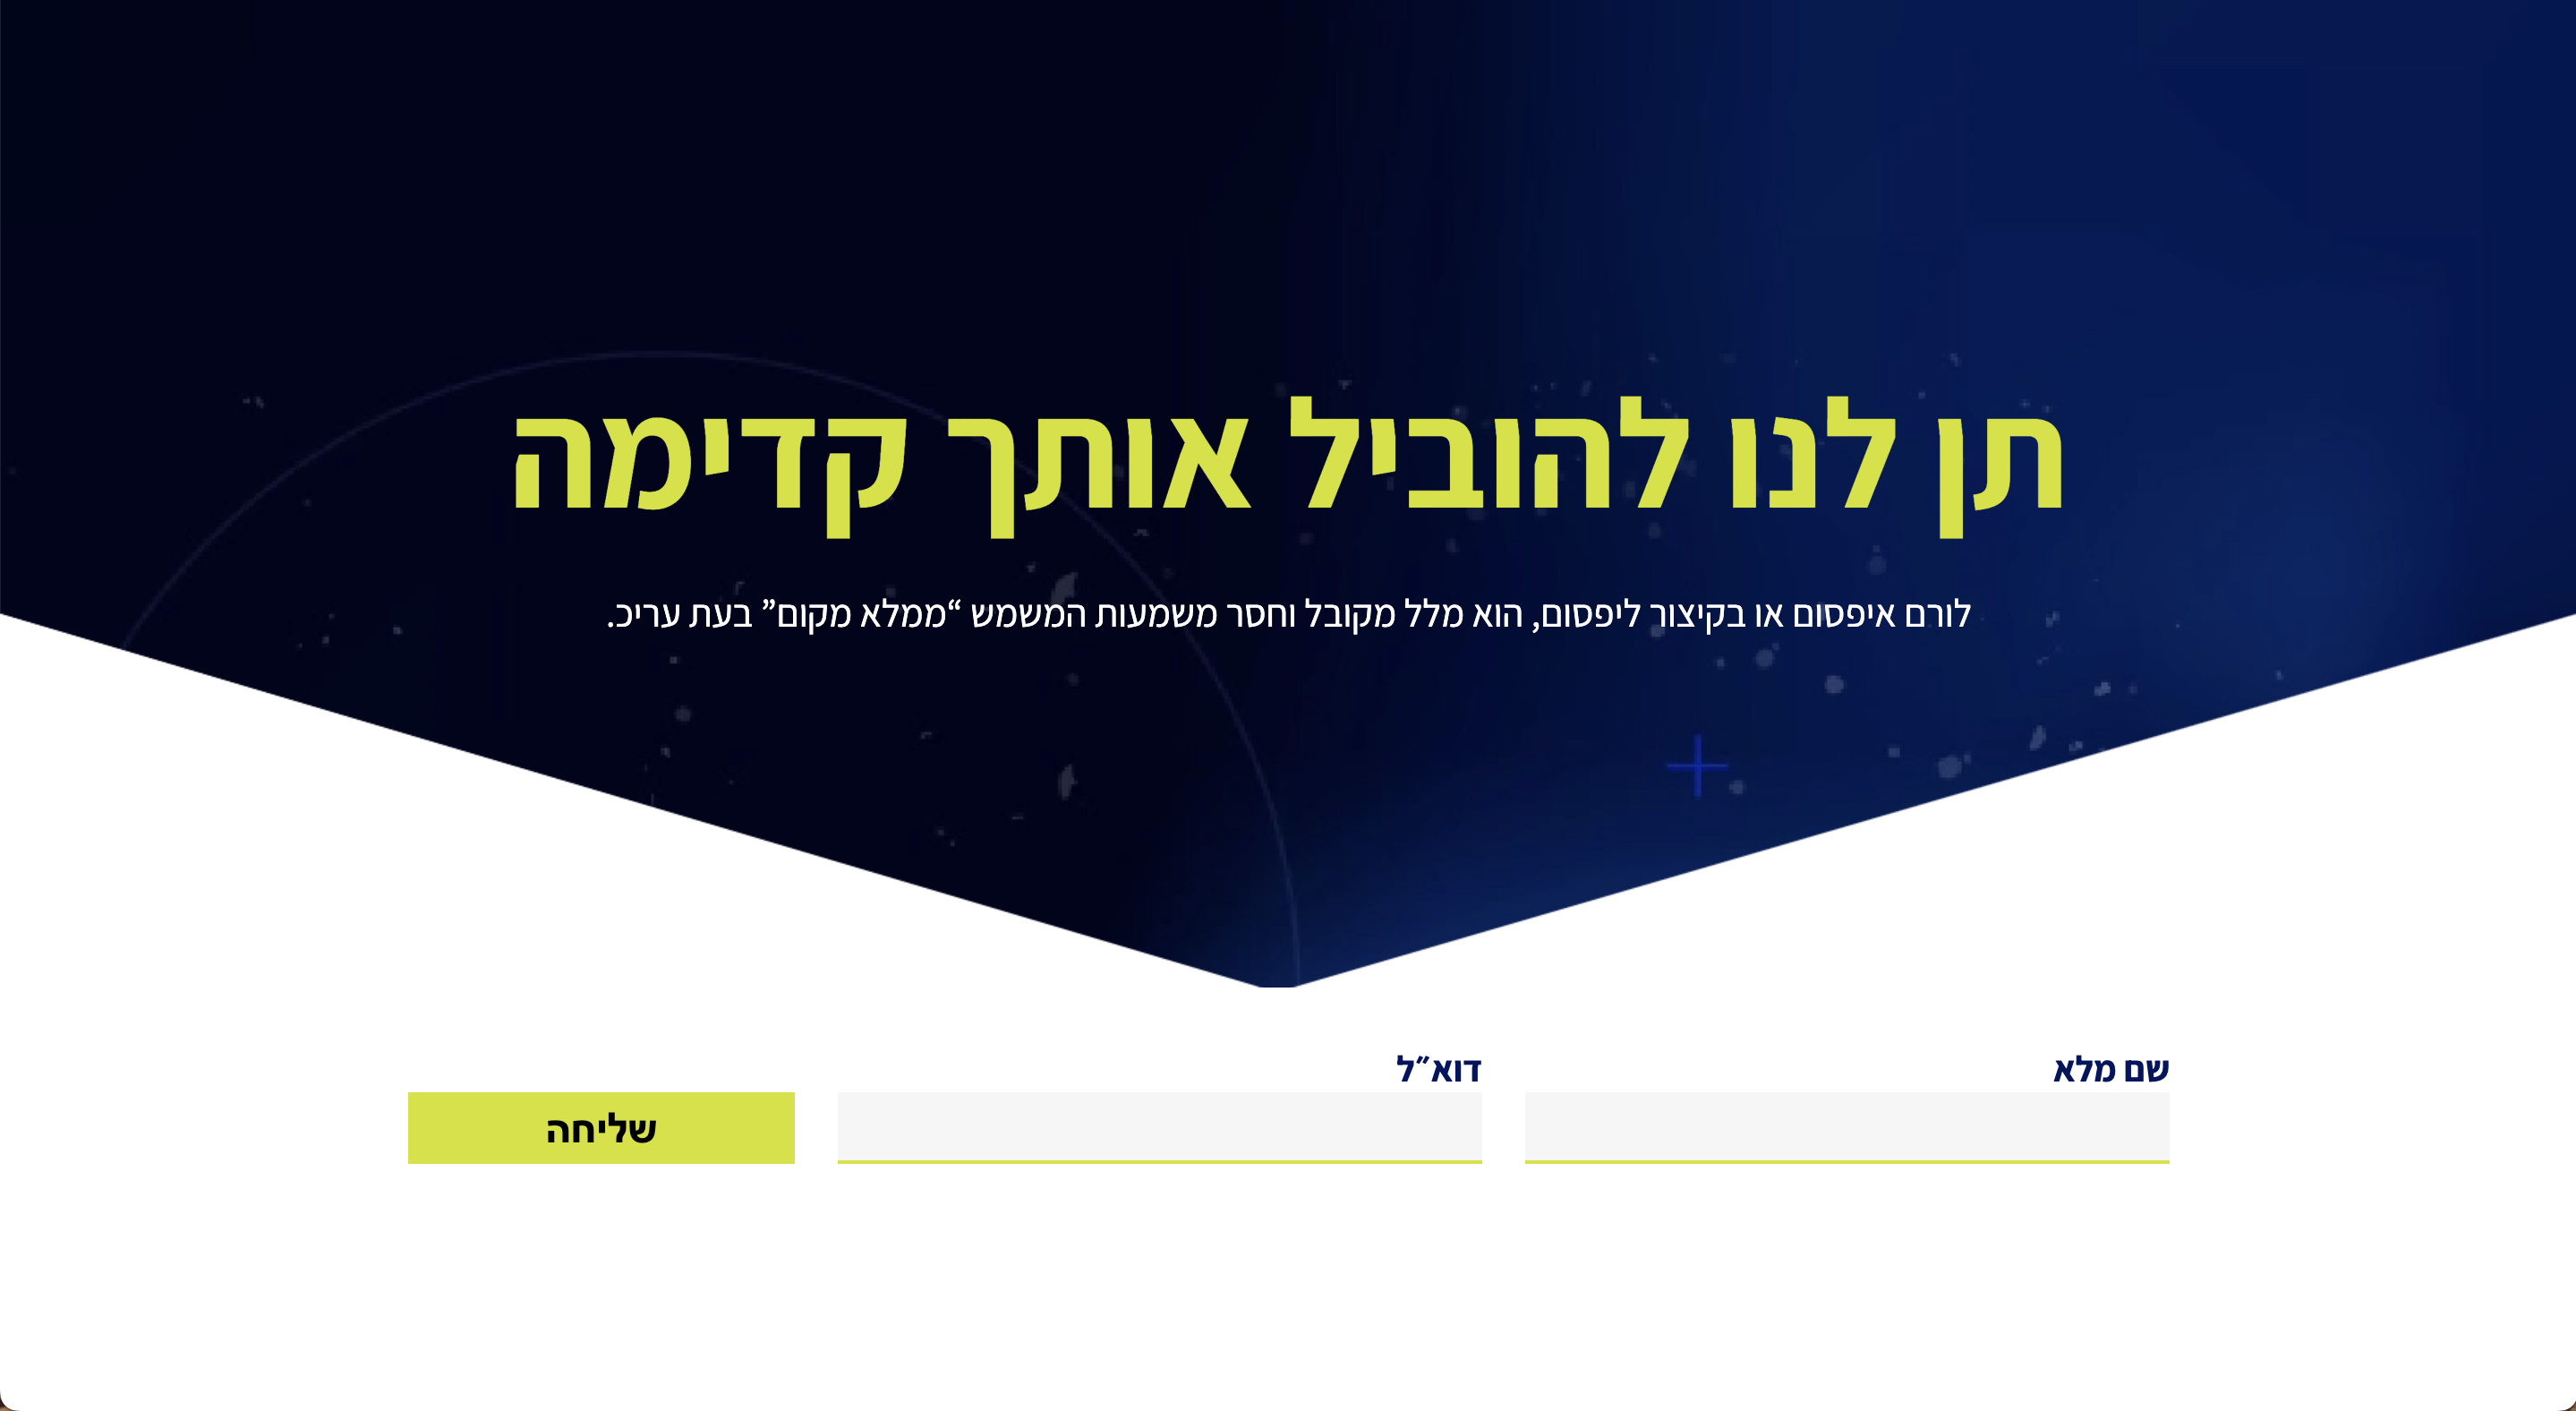 תן לנו להוביל אותך קדימה
לורם איפסום או בקיצור ליפסום, הוא מלל מקובל וחסר משמעות המשמש “ממלא מקום” בעת עריכ.
שם מלא
דוא״ל
שליחה